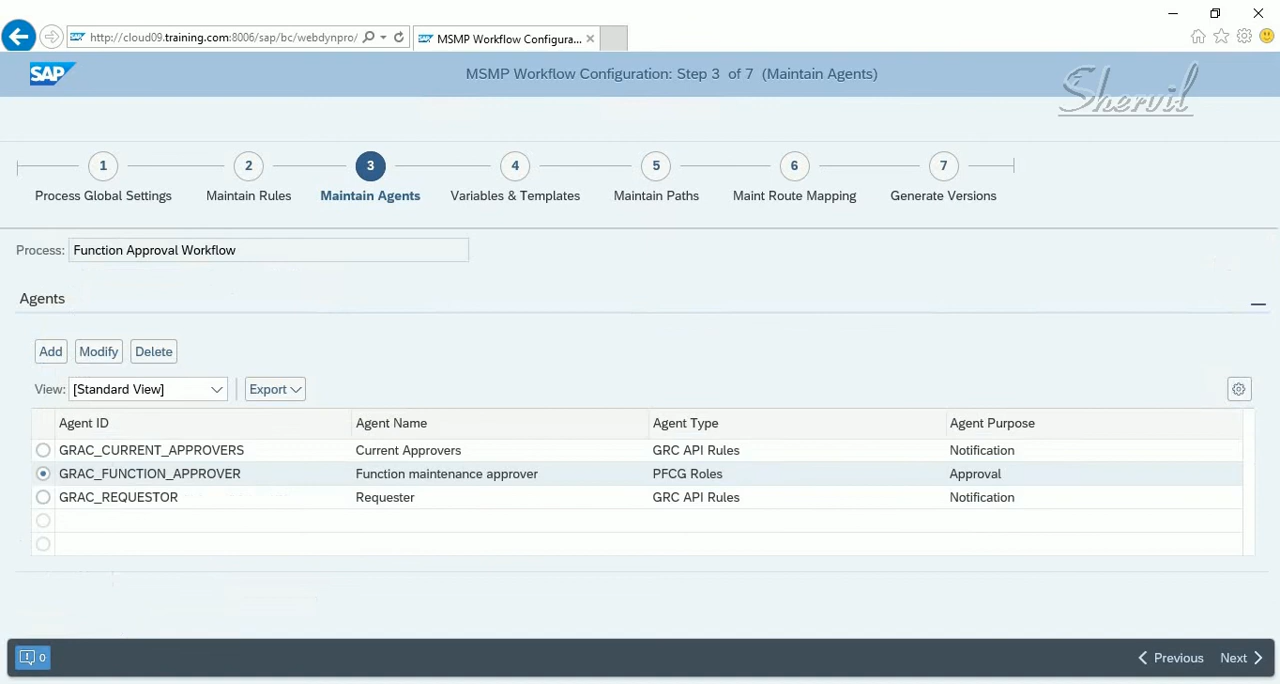 http://cloud09.training.com:8006/sap/bc/webdynpro/
MSMP Workflow Configura...
SAP
MSMP Workflow Configuration: Step 3 of 7 (Maintain Agents)
Shervil
1 2 3 4 5 6 7
Process Global Settings Maintain Rules Maintain Agents Variables & Templates Maintain Paths Maint Route Mapping Generate Versions
Process: Function Approval Workflow
Agents
Add Modify Delete
View: [Standard View] Export
Agent ID Agent Name Agent Type Agent Purpose
GRAC_CURRENT_APPROVERS Current Approvers GRC API Rules Notification
GRAC_FUNCTION_APPROVER Function maintenance approver PFCG Roles Approval
GRAC_REQUESTOR Requester GRC API Rules Notification
0 Previous Next